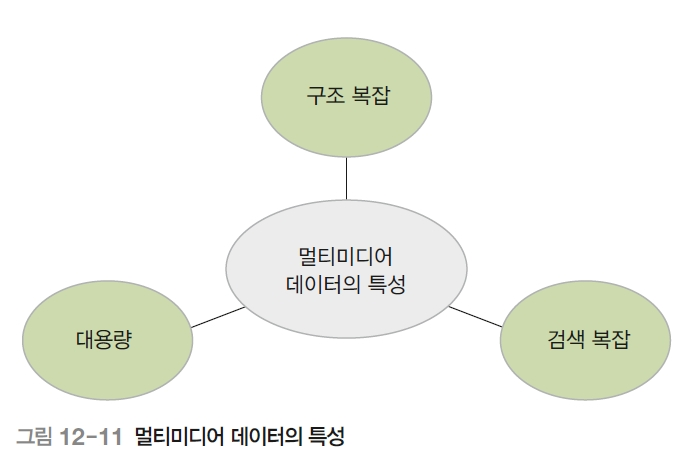 구조 복잡
멀티미디어
데이터의 특성
대용량
검색 복잡
그림 12-11 멀티미디어 데이터의 특성